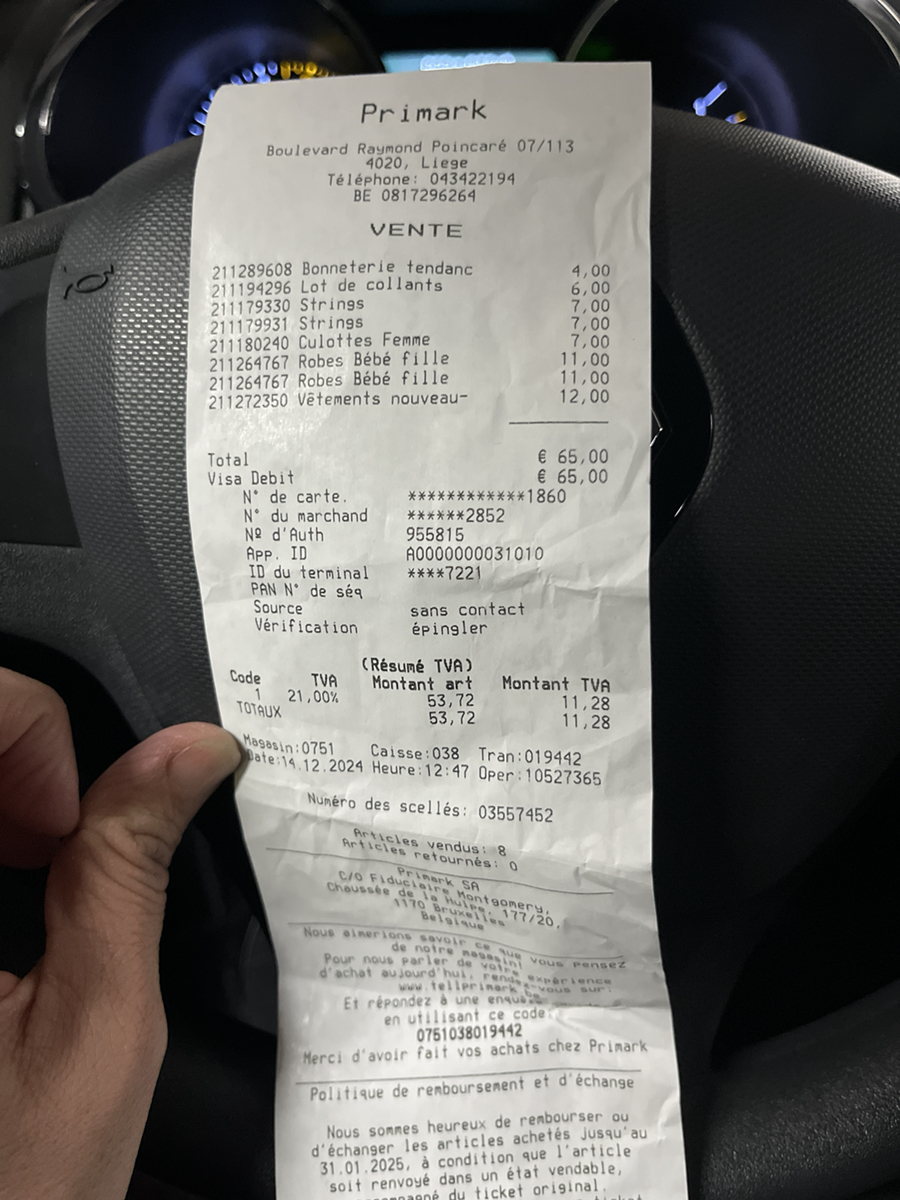 Primark
Boulevard Raymond Poincaré 07/113
4020, Liege
Téléphone: 043422194
BE 0817296264
VENTE
211289608 Bonneterie tendanc 4,00
211194296 Lot de collants 6,00
211179330 Strings 7,00
211179931 Strings 7,00
211180240 Culottes Femme 7,00
211264767 Robes Bébé fille 11,00
211264767 Robes Bébé fille 11,00
211272350 Vêtements nouveau- 12,00
Total € 65,00
Visa Debit € 65,00
N° de carte. ************1860
N° du marchand ******2852
Nº d'Auth 955815
App. ID A0000000031010
ID du terminal ****7221
PAN N° de séq
Source sans contact
Vérification épingler
(Résumé TVA)
Code TVA Montant art Montant TVA
1 21,00% 53,72 11,28
TOTAUX 53,72 11,28
Magasin:0751 Caisse:038 Tran:019442
Date:14.12.2024 Heure:12:47 Oper:10527365
Numéro des scellés: 03557452
Articles vendus: 8
Articles retournés: 0
Primark SA
C/O Fiduciaire Montgomery,
Chaussée de la Hulpe, 177/20,
1170 Bruxelles
Belgique
Nous aimerions savoir ce que vous pensez
de notre magasin!
Pour nous parler de votre expérience
d'achat aujourd'hui, rendez-vous sur:
www.tellprimark
Et répondez à une
en utilisant ce code:
0751038019442
Merci d'avoir fait vos achats chez Primark
Politique de remboursement et d'échange
Nous sommes heureux de rembourser ou
d'échanger les articles achetés jusqu'au
31.01.2025, à condition que l'article
soit renvoyé dans un état vendable,
du ticket original.